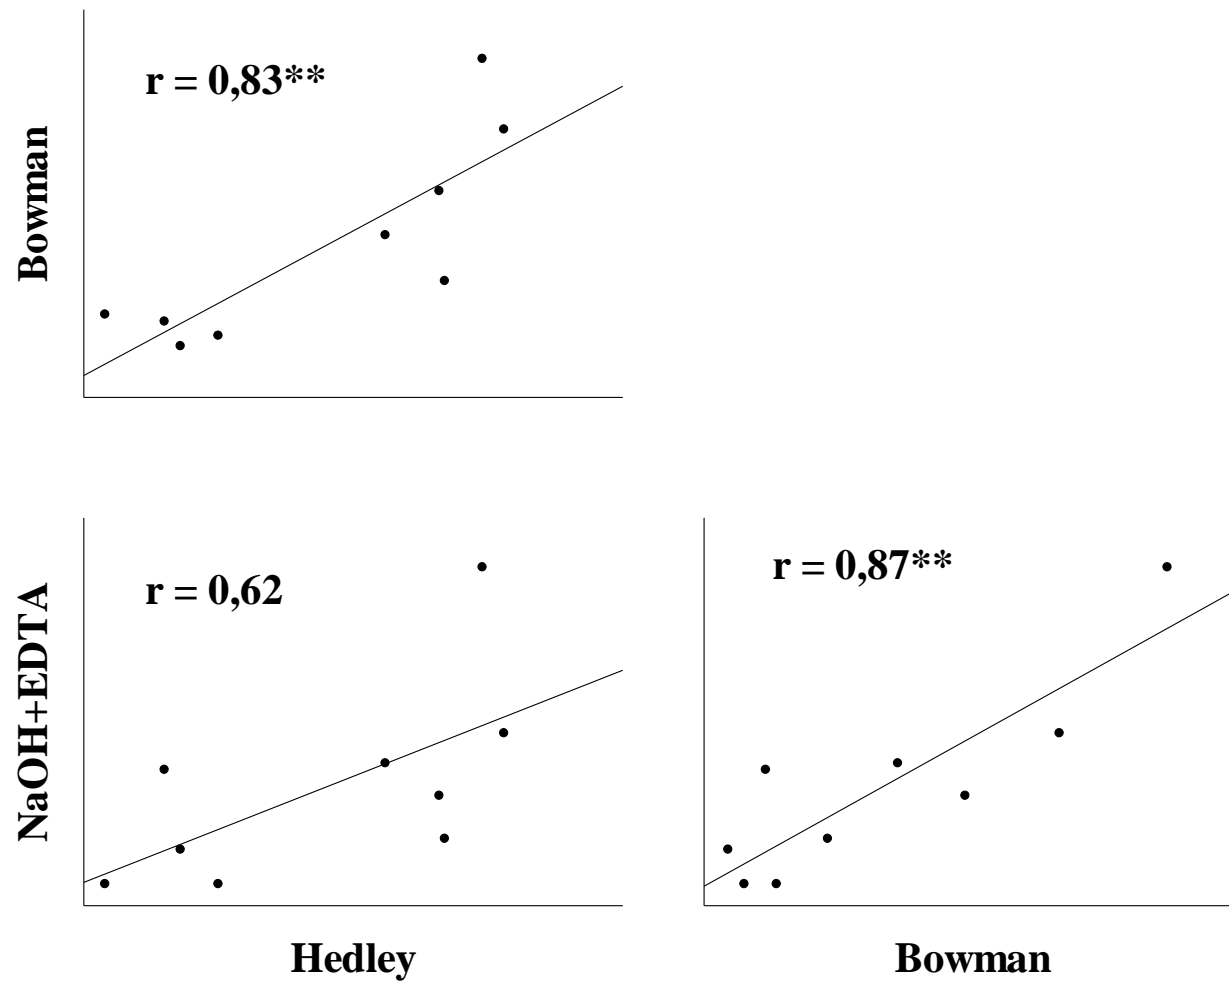 r = 0,83**
Bowman
r = 0,62
r = 0,87**
NaOH+EDTA
Hedley
Bowman